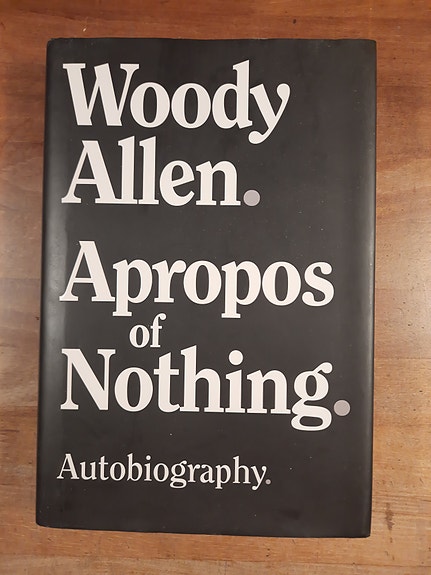 Woody
Allen.
Apropos
of
Nothing.
Autobiography.